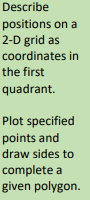 Describe
positions on a
2-D grid as
coordinates in
the first
quadrant.
Plot specified
points and
draw sides to
complete a
given polygon.